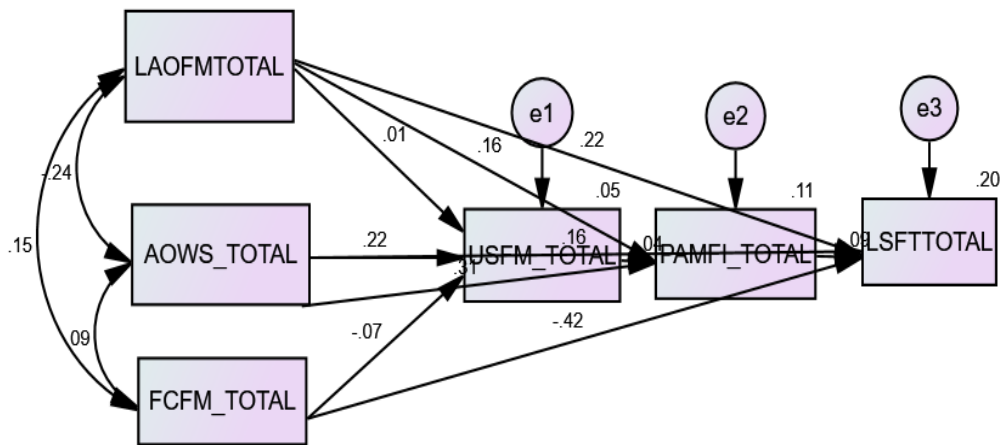 LAOFMTOTAL
e1
e2
e3
.01
.16
.22
-.24
.05
.11
.20
.15
AOWS_TOTAL
.22
USFM_TOTAL
.16
.04
PAMFI_TOTAL
.09
LSFTTOTAL
.31
-.07
-.42
.09
FCFM_TOTAL